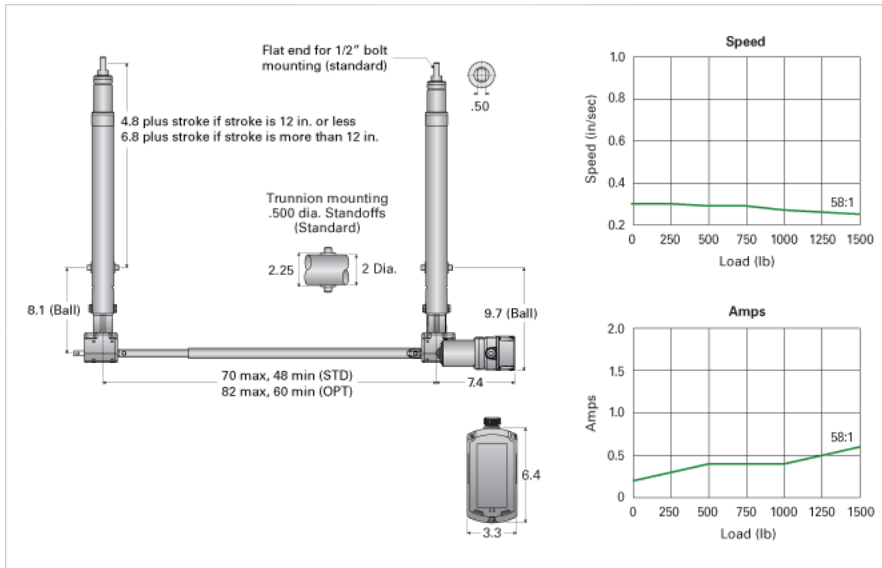 Flat end for 1/2” bolt
mounting (standard)
.50
4.8 plus stroke if stroke is 12 in. or less
6.8 plus stroke if stroke is more than 12 in.
Trunnion mounting
.500 dia. Standoffs
(Standard)
2.25
2 Dia.
8.1 (Ball)
9.7 (Ball)
70 max, 48 min (STD)
82 max, 60 min (OPT)
7.4
6.4
3.3
Speed
Speed (in/sec)
1.0
0.8
0.6
0.4
0.2
58:1
0 250 500 750 1000 1250 1500
Load (lb)
Amps
Amps
2.0
1.5
1.0
0.5
0
58:1
0 250 500 750 1000 1250 1500
Load (lb)